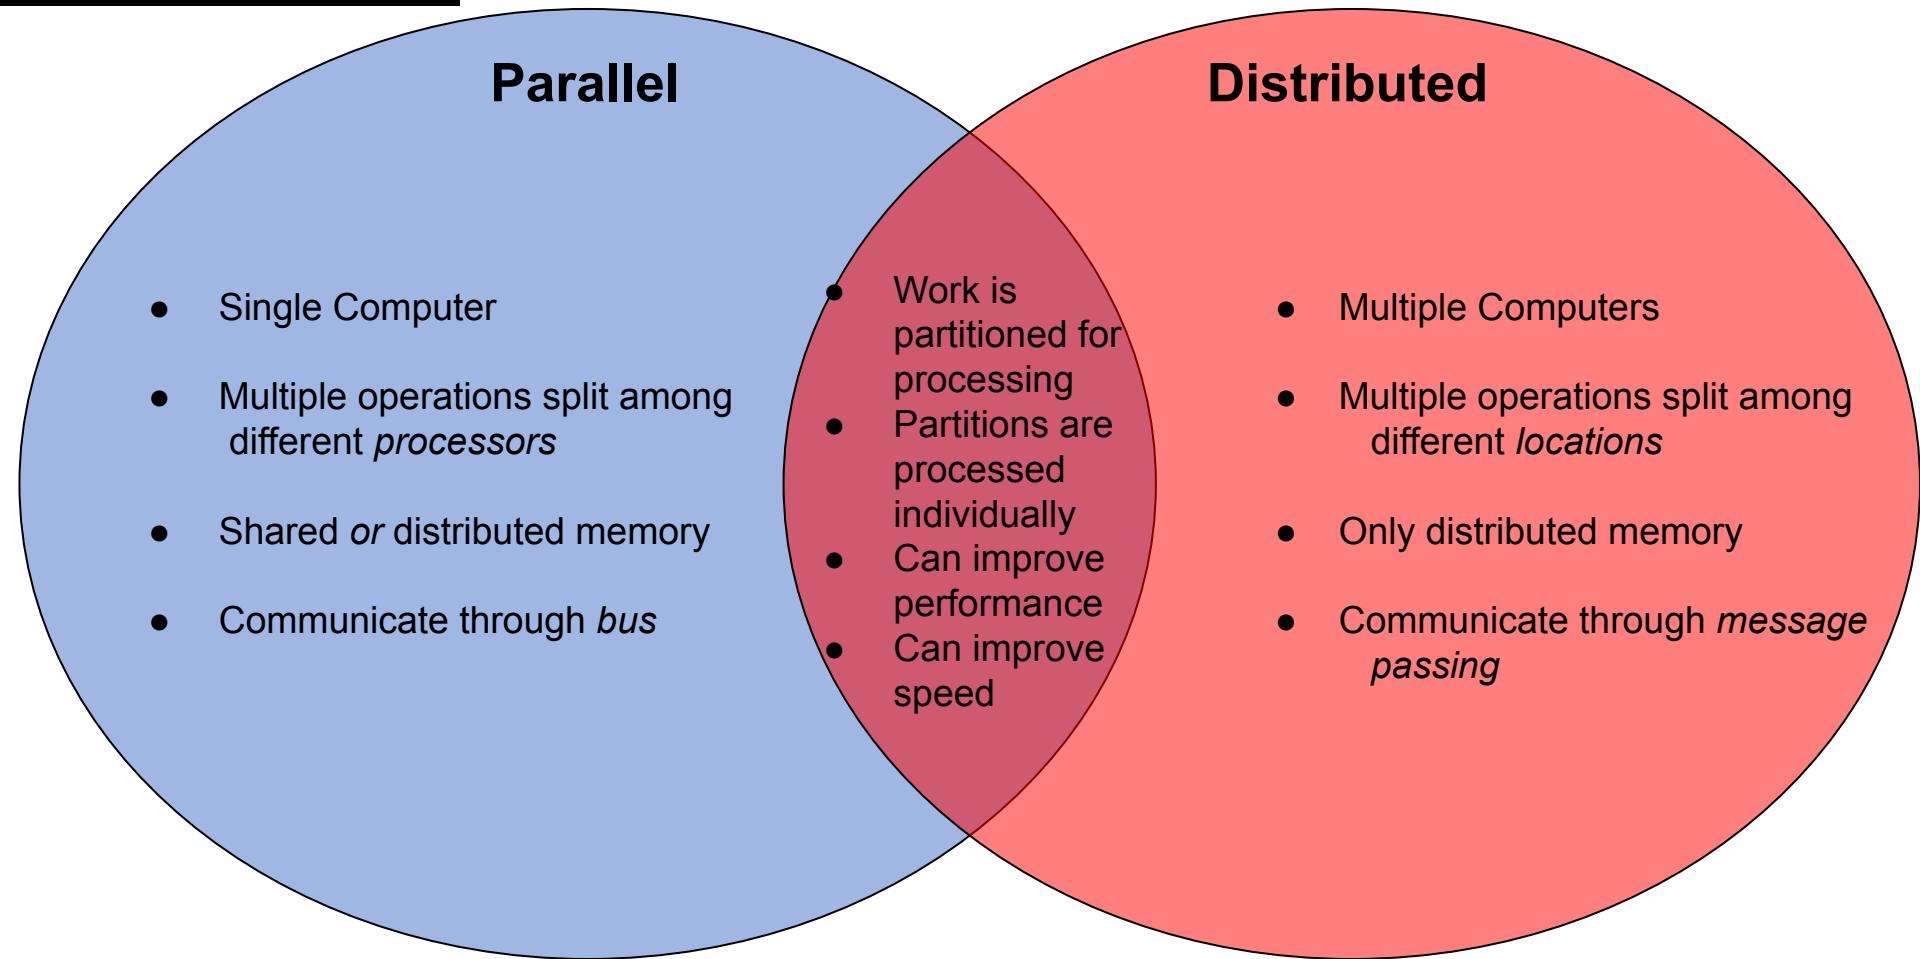 Parallel
Distributed
● Single Computer
● Multiple operations split among
different processors
● Shared or distributed memory
● Communicate through bus
● Work is
partitioned for
processing
● Partitions are
processed
individually
● Can improve
performance
● Can improve
speed
● Multiple Computers
● Multiple operations split among
different locations
● Only distributed memory
● Communicate through message
passing